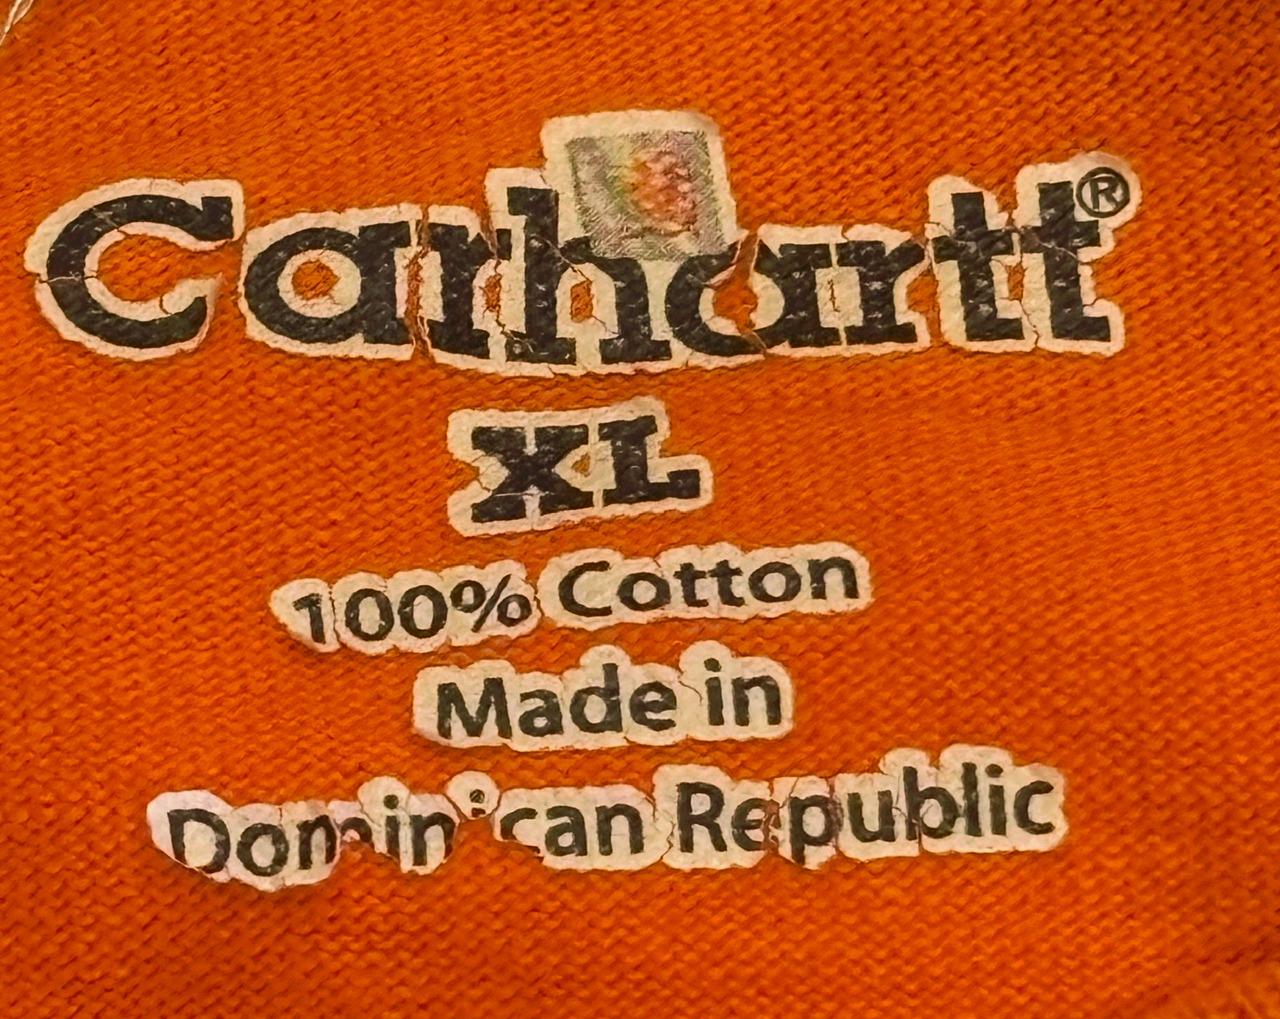 Carhartt®
XL
100% Cotton
Made in
Dominican Republic